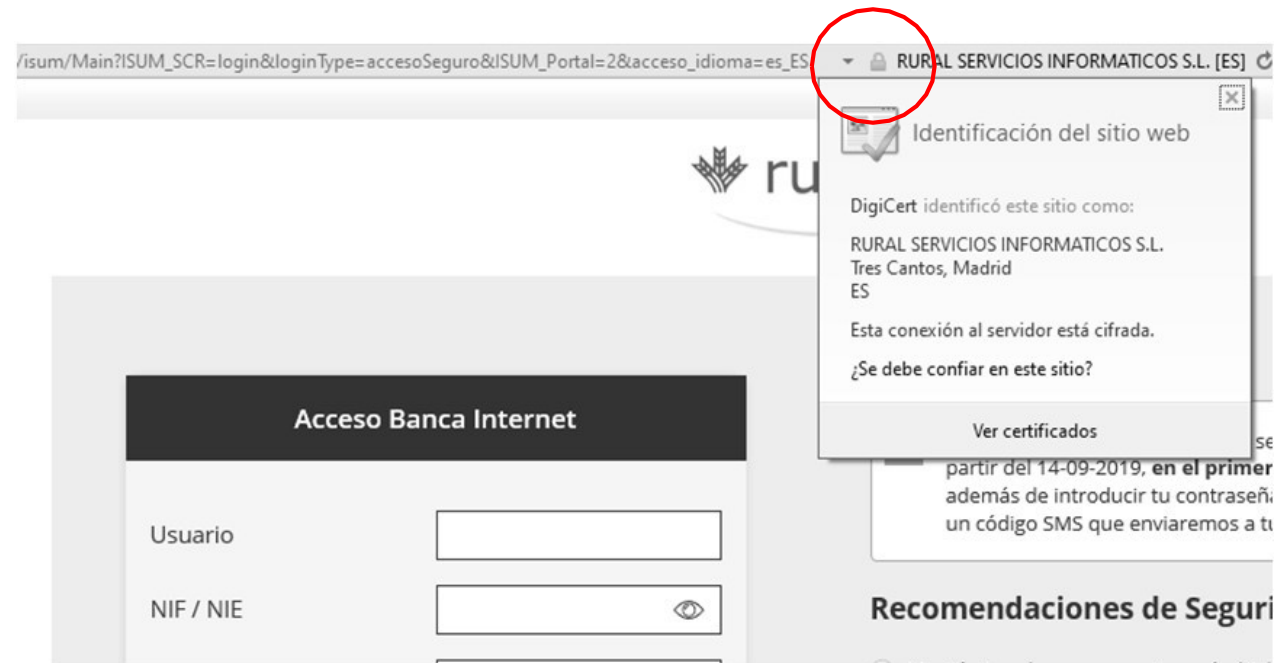 /isum/Main?ISUM_SCR=login&loginType=accesoSeguro&ISUM_Portal=2&acceso_idioma=es_ES
RURAL SERVICIOS INFORMATICOS S.L. [ES]
Identificación del sitio web
ru
DigiCert identificó este sitio como:
RURAL SERVICIOS INFORMATICOS S.L.
Tres Cantos, Madrid
ES
Esta conexión al servidor está cifrada.
¿Se debe confiar en este sitio?
Ver certificados
Acceso Banca Internet
Usuario
NIF / NIE
se
partir del 14-09-2019, en el primer
además de introducir tu contraseña
un código SMS que enviaremos a tu
Recomendaciones de Seguri